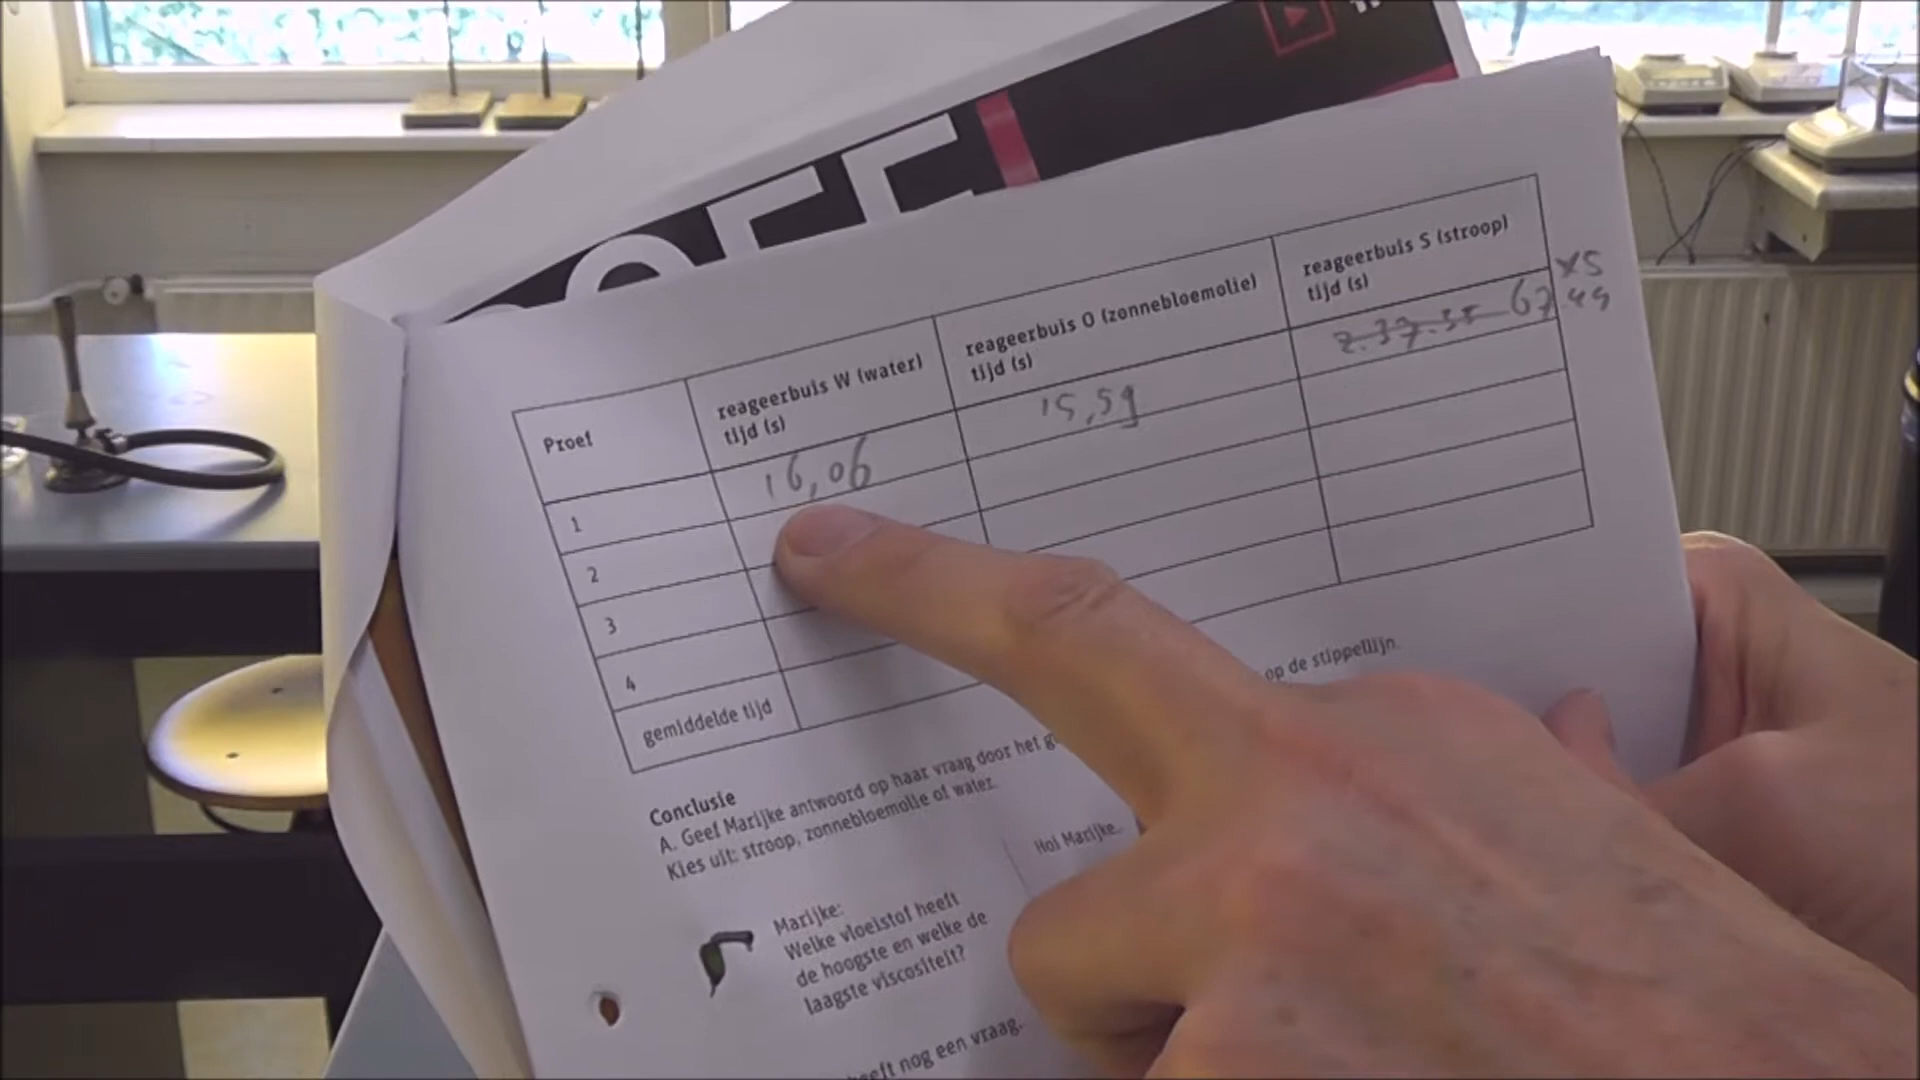 Proef
reageerbuis W (water)
tijd (s)
reageerbuis O (zonnebloemolie)
tijd (s)
reageerbuis S (stroop)
tijd (s)
x5
1
16,06
15,59
2.37.55 67.49
2
3
4
gemiddelde tijd
op de stippellijn.
Conclusie
A. Geef Marijke antwoord op haar vraag door het
Kies uit: stroop, zonnebloemolie of water.
Marijke:
Welke vloeistof heeft
de hoogste en welke de
laagste viscositeit?
Hoi Marijke.
heeft nog een vraag.